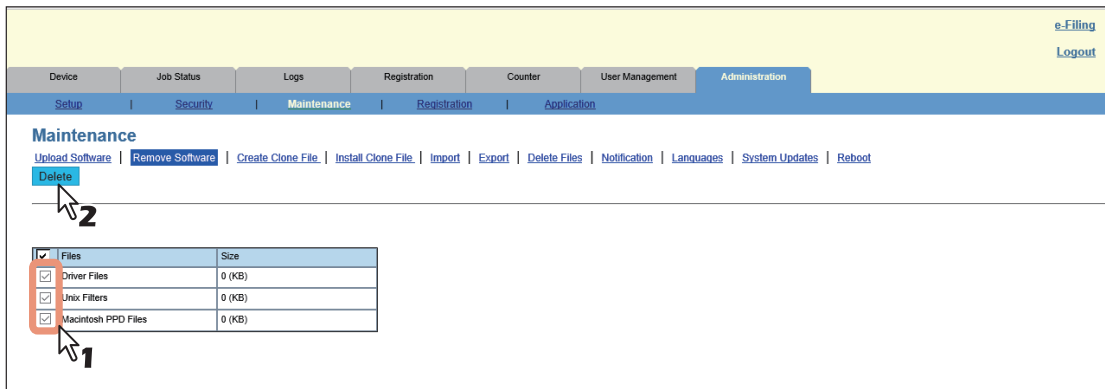 e-Filing
Logout
Device Job Status Logs Registration Counter User Management Administration
Setup | Security | Maintenance | Registration | Application
Maintenance
Upload Software | Remove Software | Create Clone File | Install Clone File | Import | Export | Delete Files | Notification | Languages | System Updates | Reboot
Delete
2
Files Size
Driver Files 0 (KB)
Unix Filters 0 (KB)
Macintosh PPD Files 0 (KB)
1